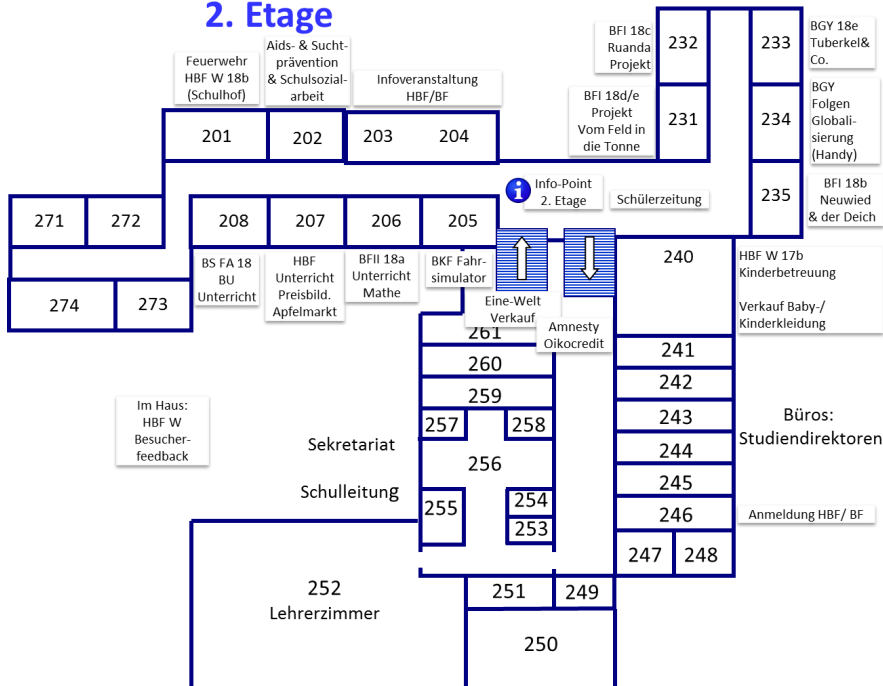 2. Etage
Feuerwehr
HBF W 18b
(Schulhof)
Aids- & Sucht-
prävention
& Schulsozial-
arbeit
Infoveranstaltung
HBF/BF
BFI 18c
Ruanda
Projekt
232
233
BGY 18e
Tuberkel&
Co.
BFI 18d/e
Projekt
Vom Feld in
die Tonne
231
234
BGY
Folgen
Globali-
sierung
(Handy)
201
202
203
204
Info-Point
2. Etage
Schülerzeitung
235
BFI 18b
Neuwied
& der Deich
271
272
208
207
206
205
BS FA 18
BU
Unterricht
HBF
Unterricht
Preisbild.
Apfelmarkt
BFII 18a
Unterricht
Mathe
BKF Fahr-
simulator
Eine-Welt
Verkauf
Amnesty
Oikocredit
240
HBF W 17b
Kinderbetreuung
Verkauf Baby-/
Kinderkleidung
274
273
261
260
259
257
258
256
255
254
253
241
242
243
244
245
246
247
248
Büros:
Studiendirektoren
Anmeldung HBF/ BF
Im Haus:
HBF W
Besucher-
feedback
Sekretariat
Schulleitung
252
Lehrerzimmer
251
249
250